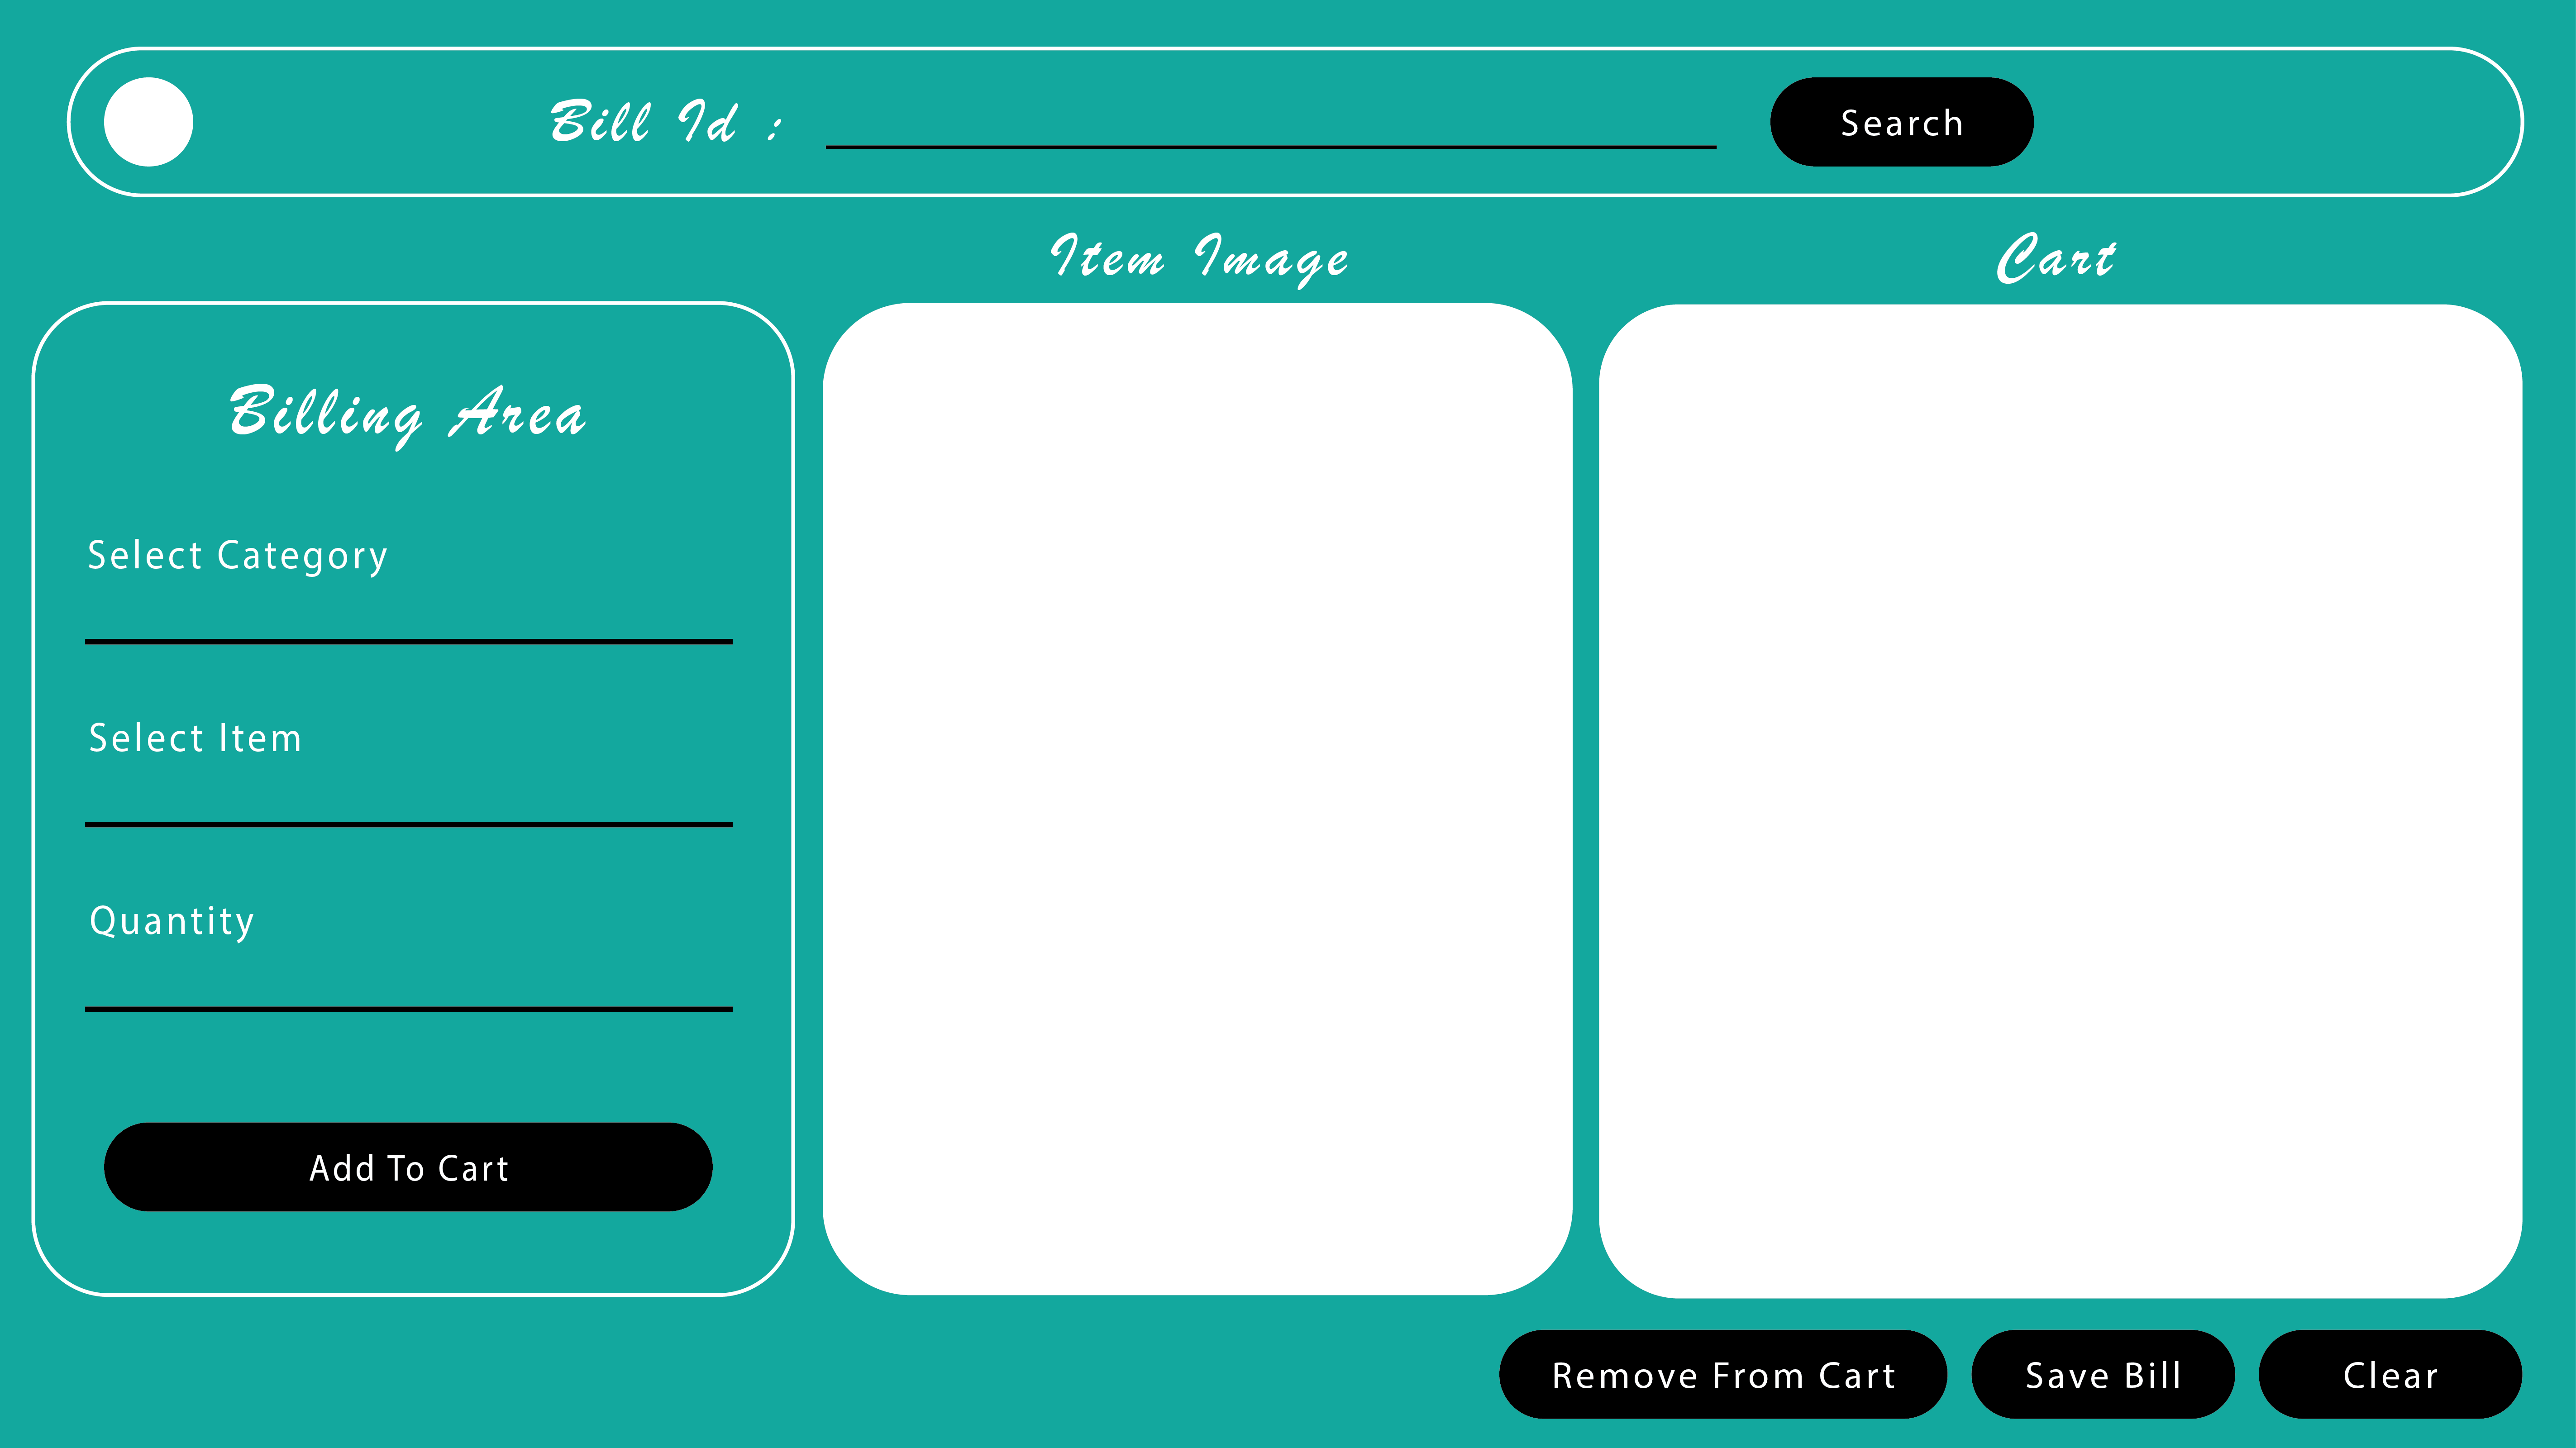 Bill Id :
Search
Item Image
Cart
Billing Area
Select Category
Select Item
Quantity
Add To Cart
Remove From Cart
Save Bill
Clear